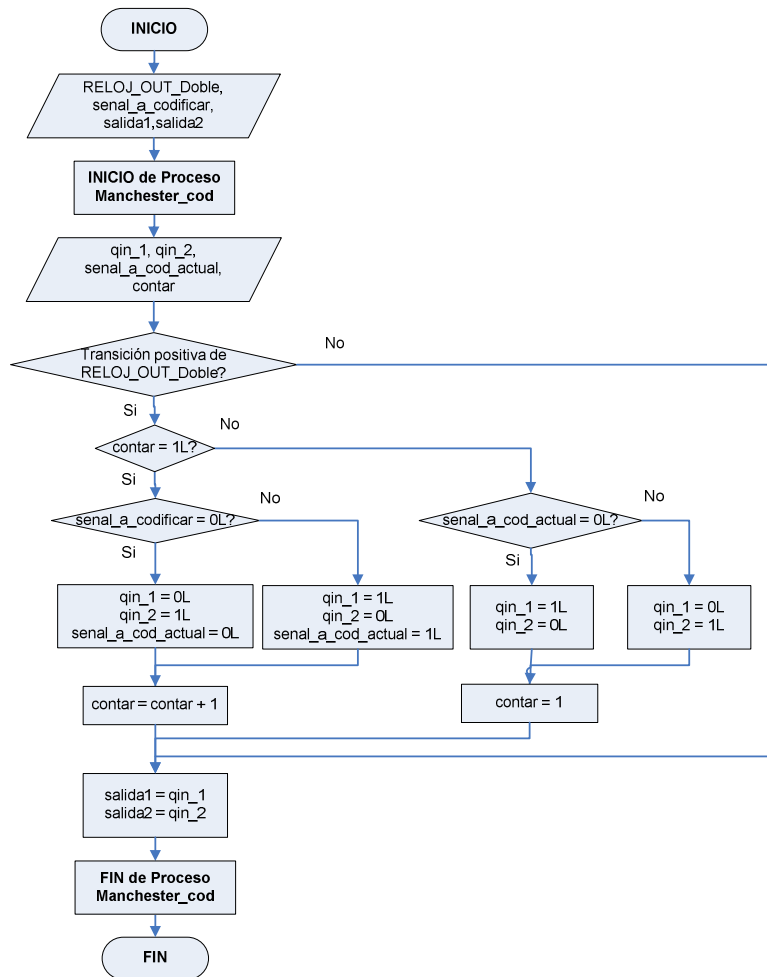 INICIO
RELOJ_OUT_Doble,
senal_a_codificar,
salida1,salida2
INICIO de Proceso
Manchester_cod
qin_1, qin_2,
senal_a_cod_actual,
contar
Transición positiva de
RELOJ_OUT_Doble?
No
Si
contar = 1L?
No
Si
senal_a_codificar = 0L?
No
Si
senal_a_cod_actual = 0L?
No
Si
qin_1 = 0L
qin_2 = 1L
senal_a_cod_actual = 0L
qin_1 = 1L
qin_2 = 0L
senal_a_cod_actual = 1L
qin_1 = 1L
qin_2 = 0L
qin_1 = 0L
qin_2 = 1L
contar = contar + 1
contar = 1
salida1 = qin_1
salida2 = qin_2
FIN de Proceso
Manchester_cod
FIN